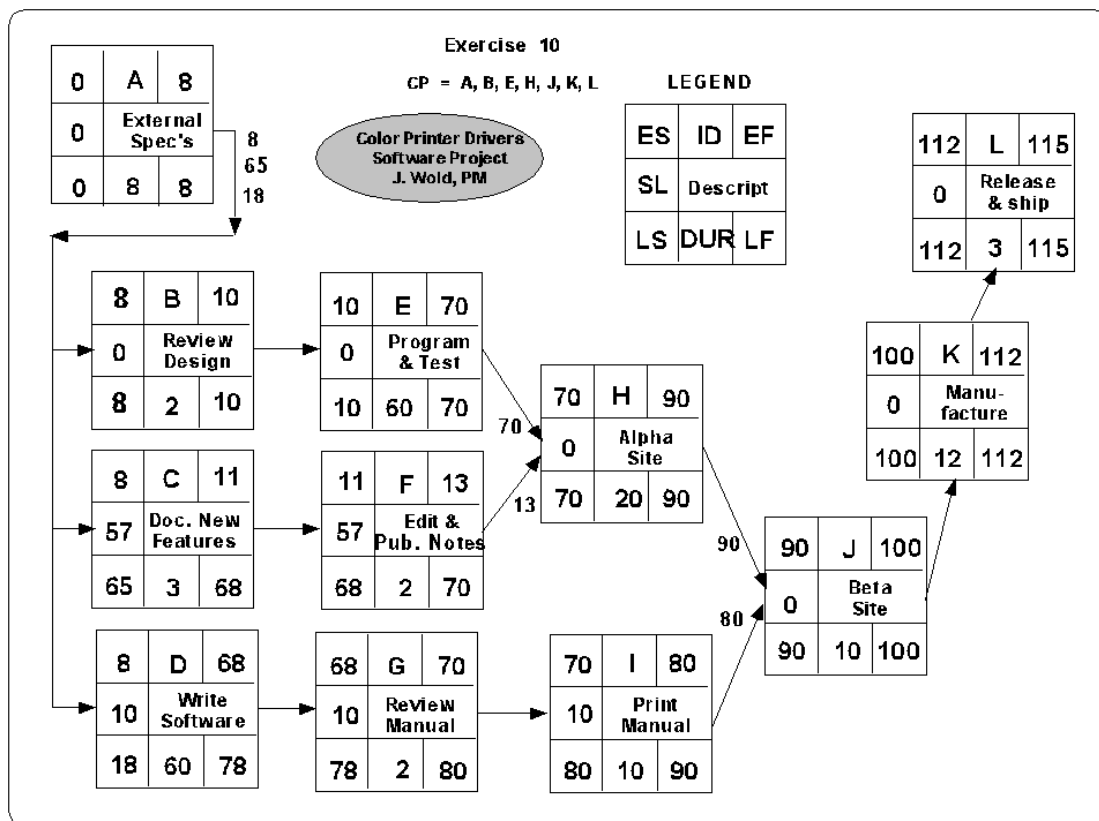 Exercise 10
CP = A, B, E, H, J, K, L
Color Printer Drivers
Software Project
J. Wold, PM
LEGEND
ES ID EF
SL Descript
LS DUR LF
0 A 8
0 External
Spec's
0 8 8
8
65
18
8 B 10
0 Review
Design
8 2 10
10 E 70
0 Program
& Test
10 60 70
8 C 11
57 Doc. New
Features
65 3 68
11 F 13
57 Edit &
Pub. Notes
68 2 70
8 D 68
10 Write
Software
18 60 78
68 G 70
10 Review
Manual
78 2 80
70 I 80
10 Print
Manual
80 10 90
70
13
70 H 90
0 Alpha
Site
70 20 90
90
80
90 J 100
0 Beta
Site
90 10 100
100 K 112
0 Manu-
facture
100 12 112
112 L 115
0 Release
& ship
112 3 115